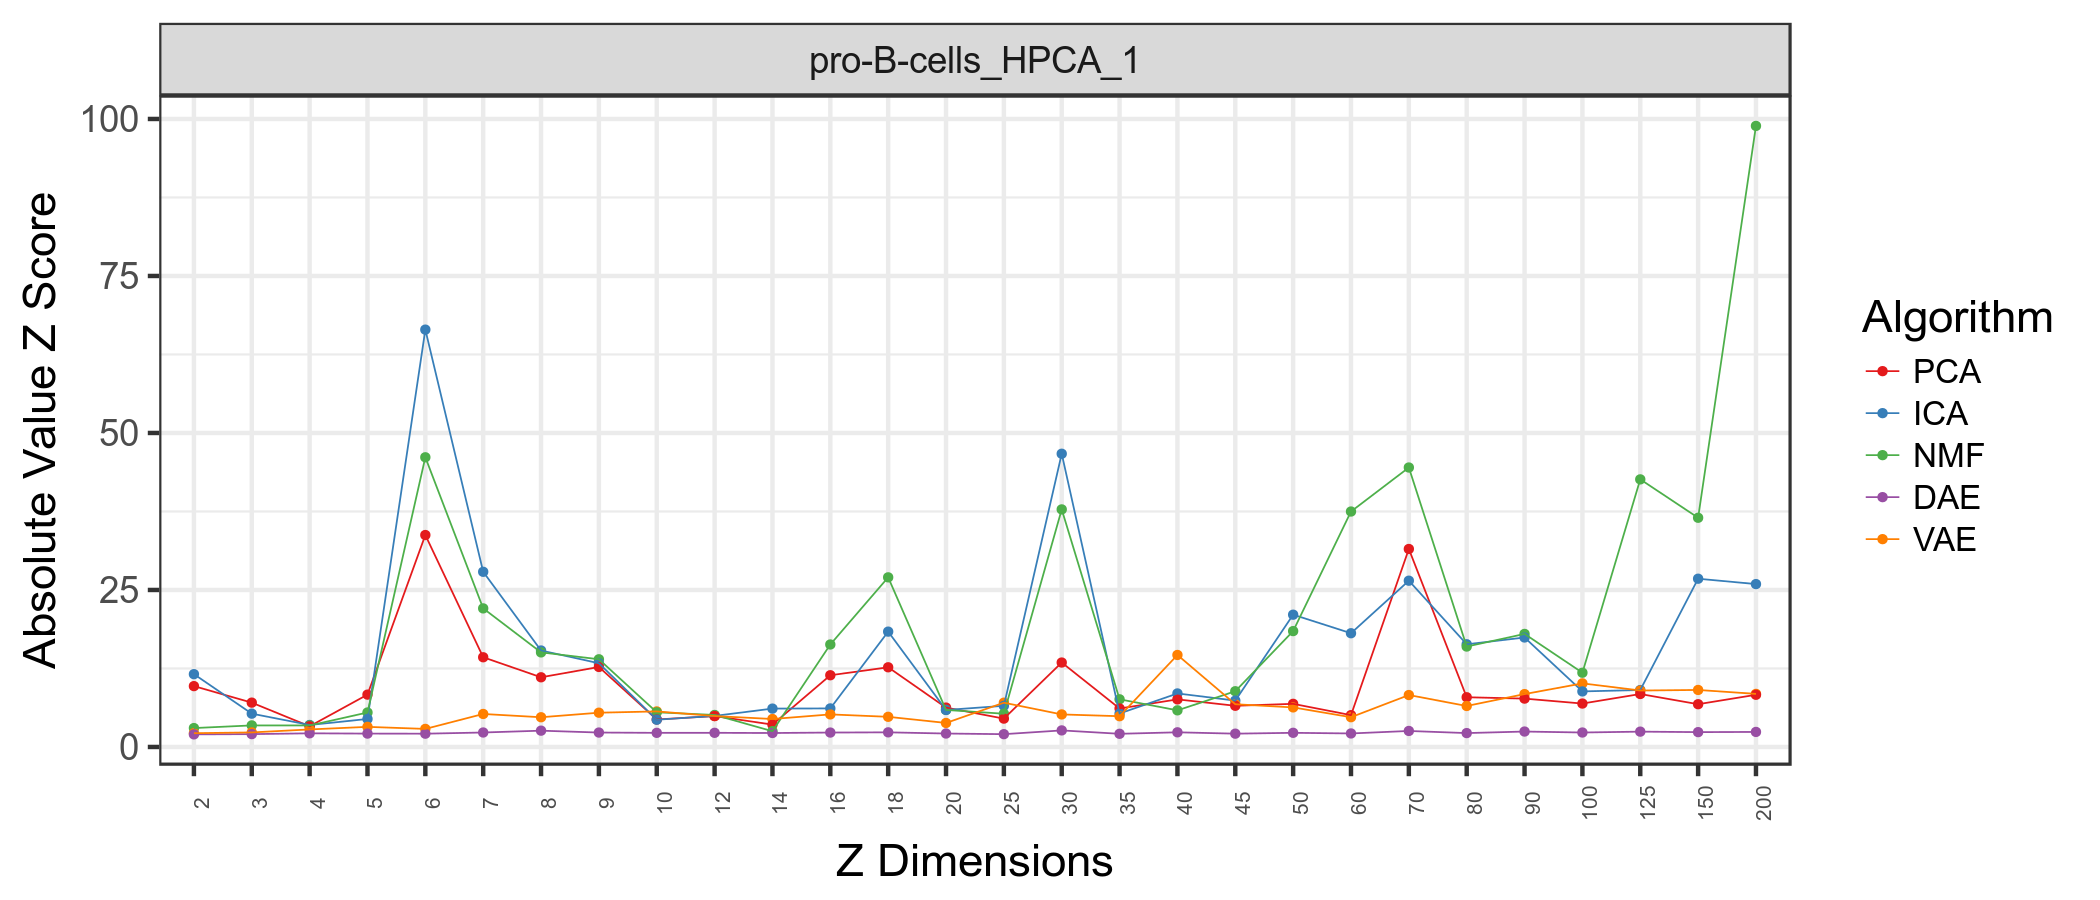 pro-B-cells_HPCA_1
100
75
50
25
0
Absolute Value Z Score
2 3 4 5 6 7 8 9 10 12 14 16 18 20 25 30 35 40 45 50 60 70 80 90 100 125 150 200
Z Dimensions
Algorithm
PCA
ICA
NMF
DAE
VAE